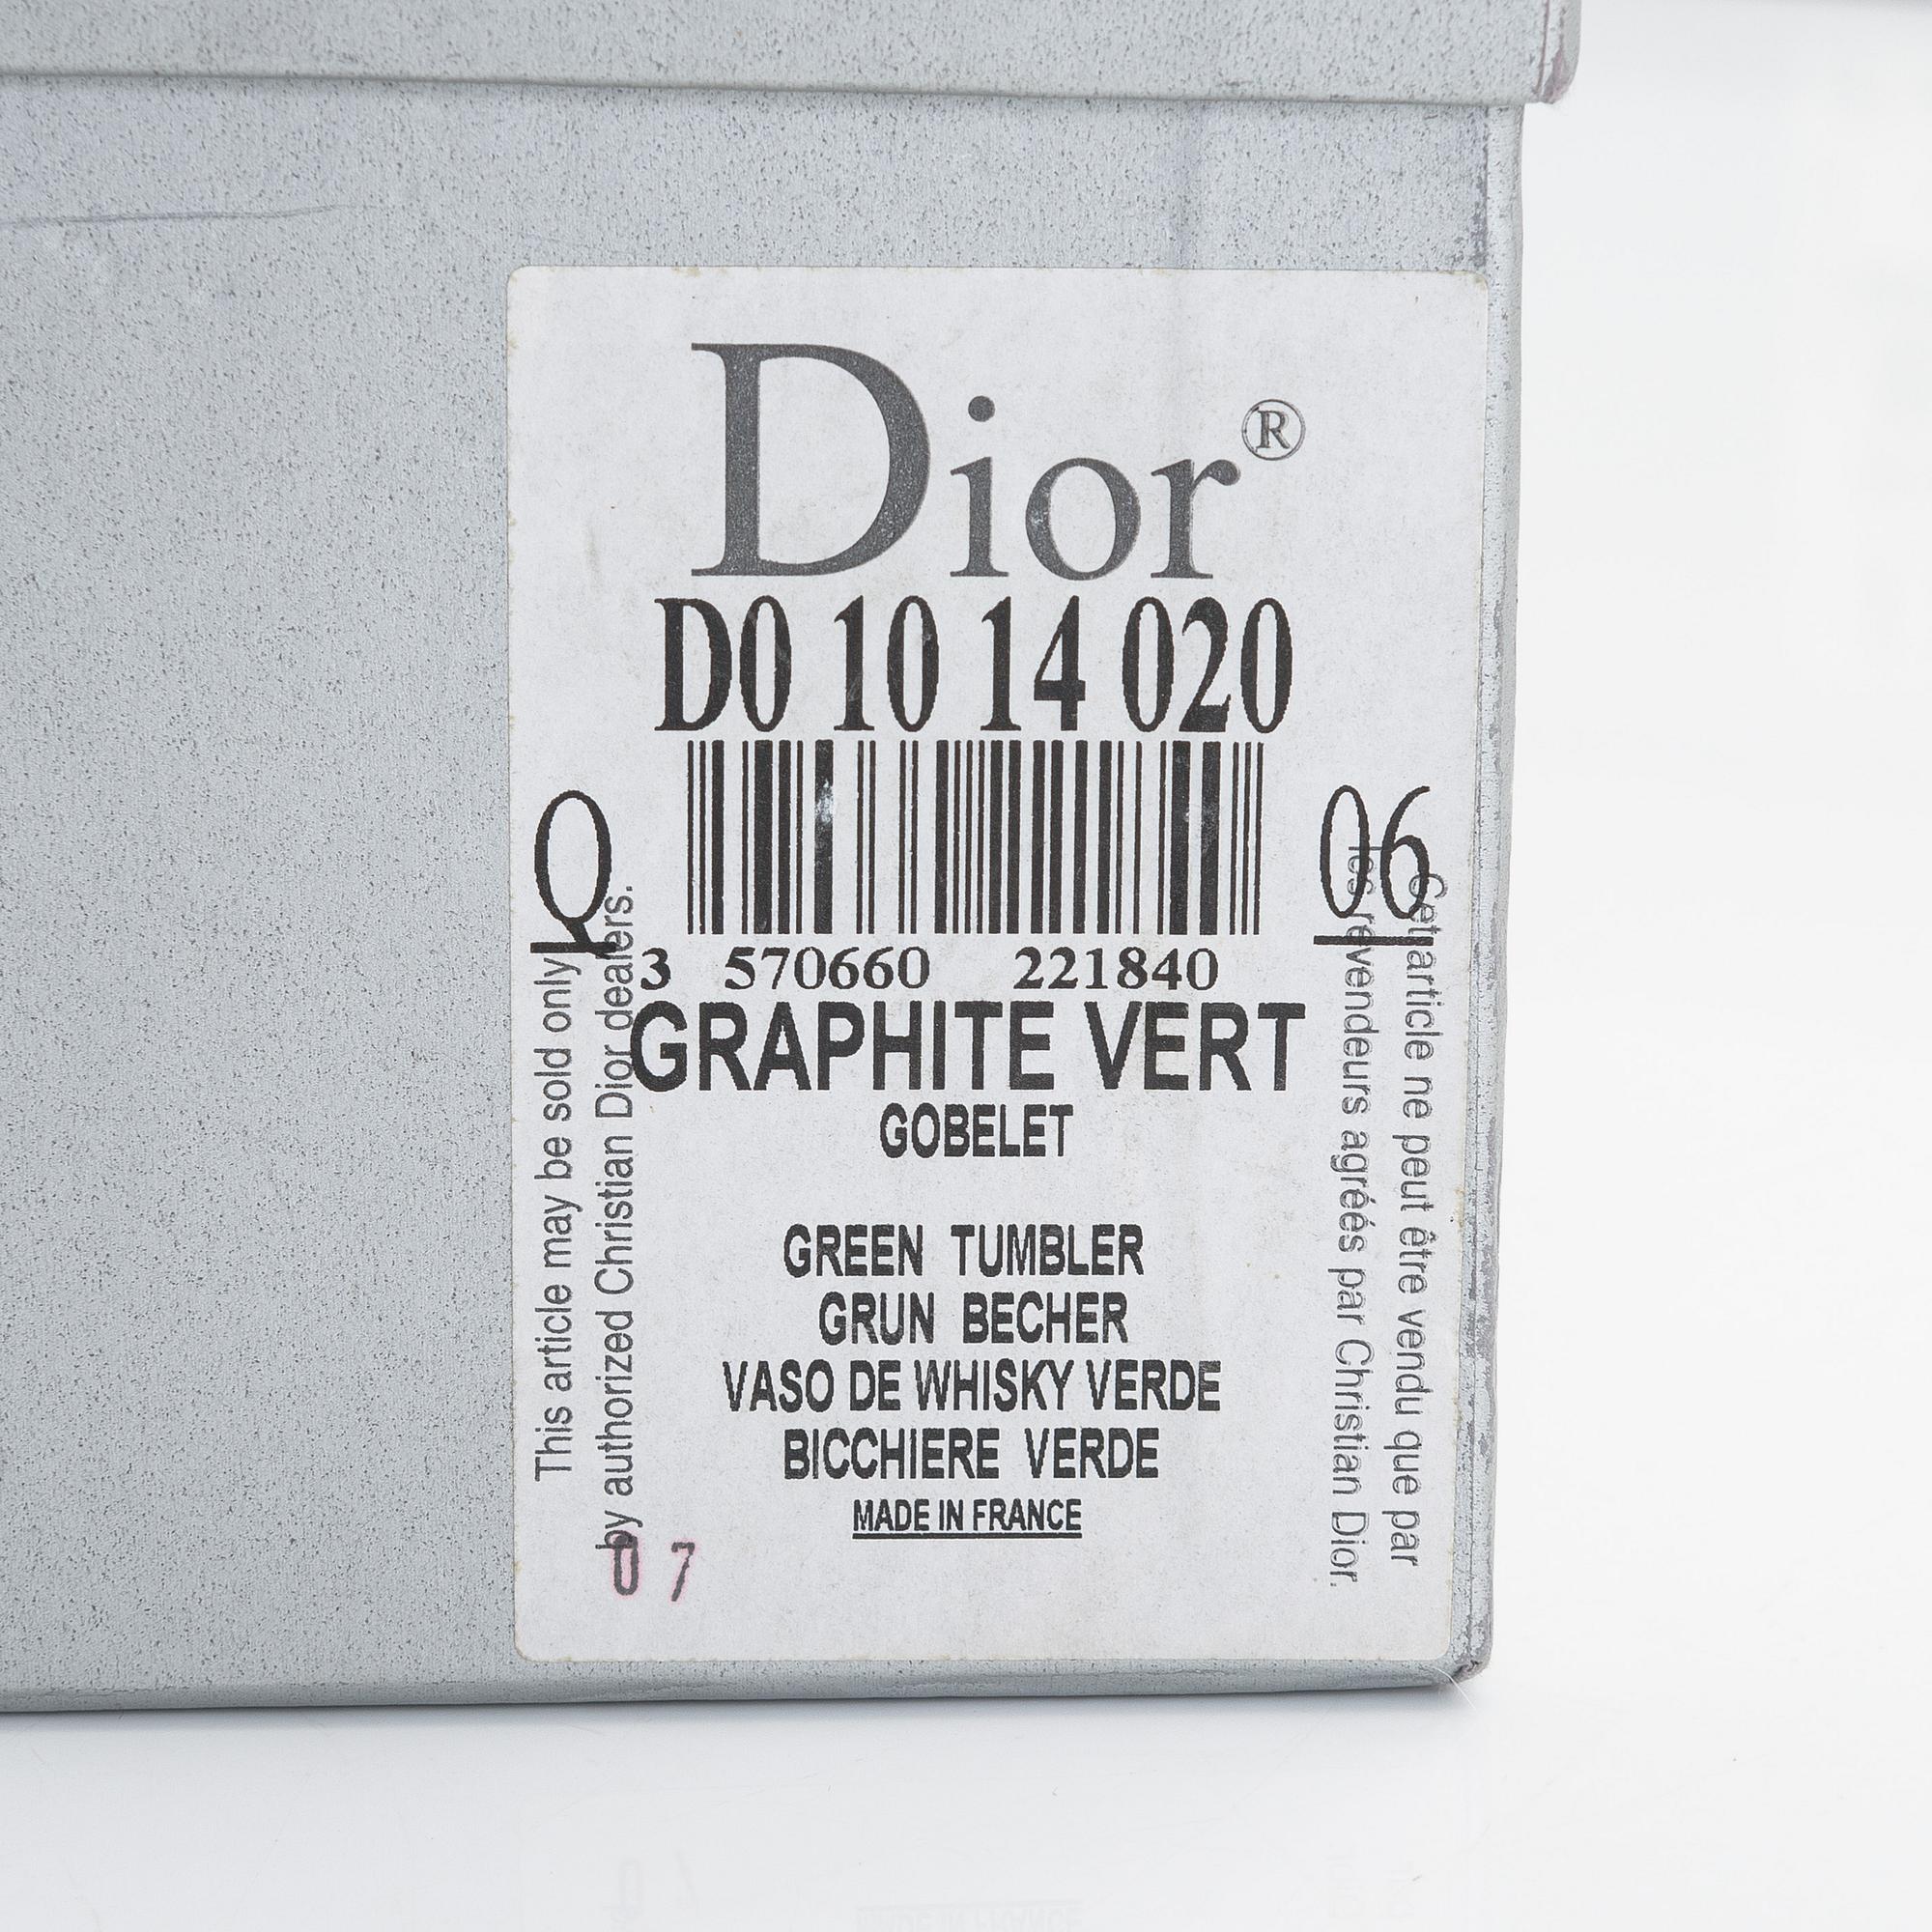 Dior®
D0 10 14 020
Q
06
3 570660 221840
GRAPHITE VERT
GOBELET
GREEN TUMBLER
GRUN BECHER
VASO DE WHISKY VERDE
BICCHIERE VERDE
MADE IN FRANCE
07
This article may be sold only
by authorized Christian Dior dealers.
Cet article ne peut être vendu que par
les revendeurs agréés par Christian Dior.